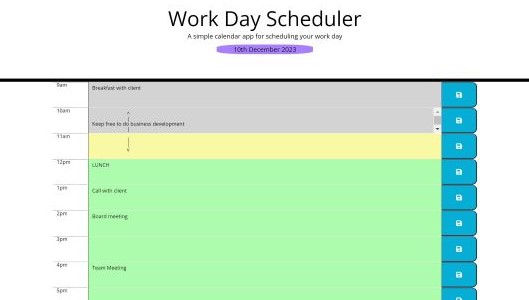 Work Day Scheduler
A simple calendar app for scheduling your work day
10th December 2023
9am
Breakfast with client
10am
Keep free to do business development
11am
12pm
LUNCH
1pm
Call with client
2pm
Board meeting
3pm
4pm
Team Meeting
5pm